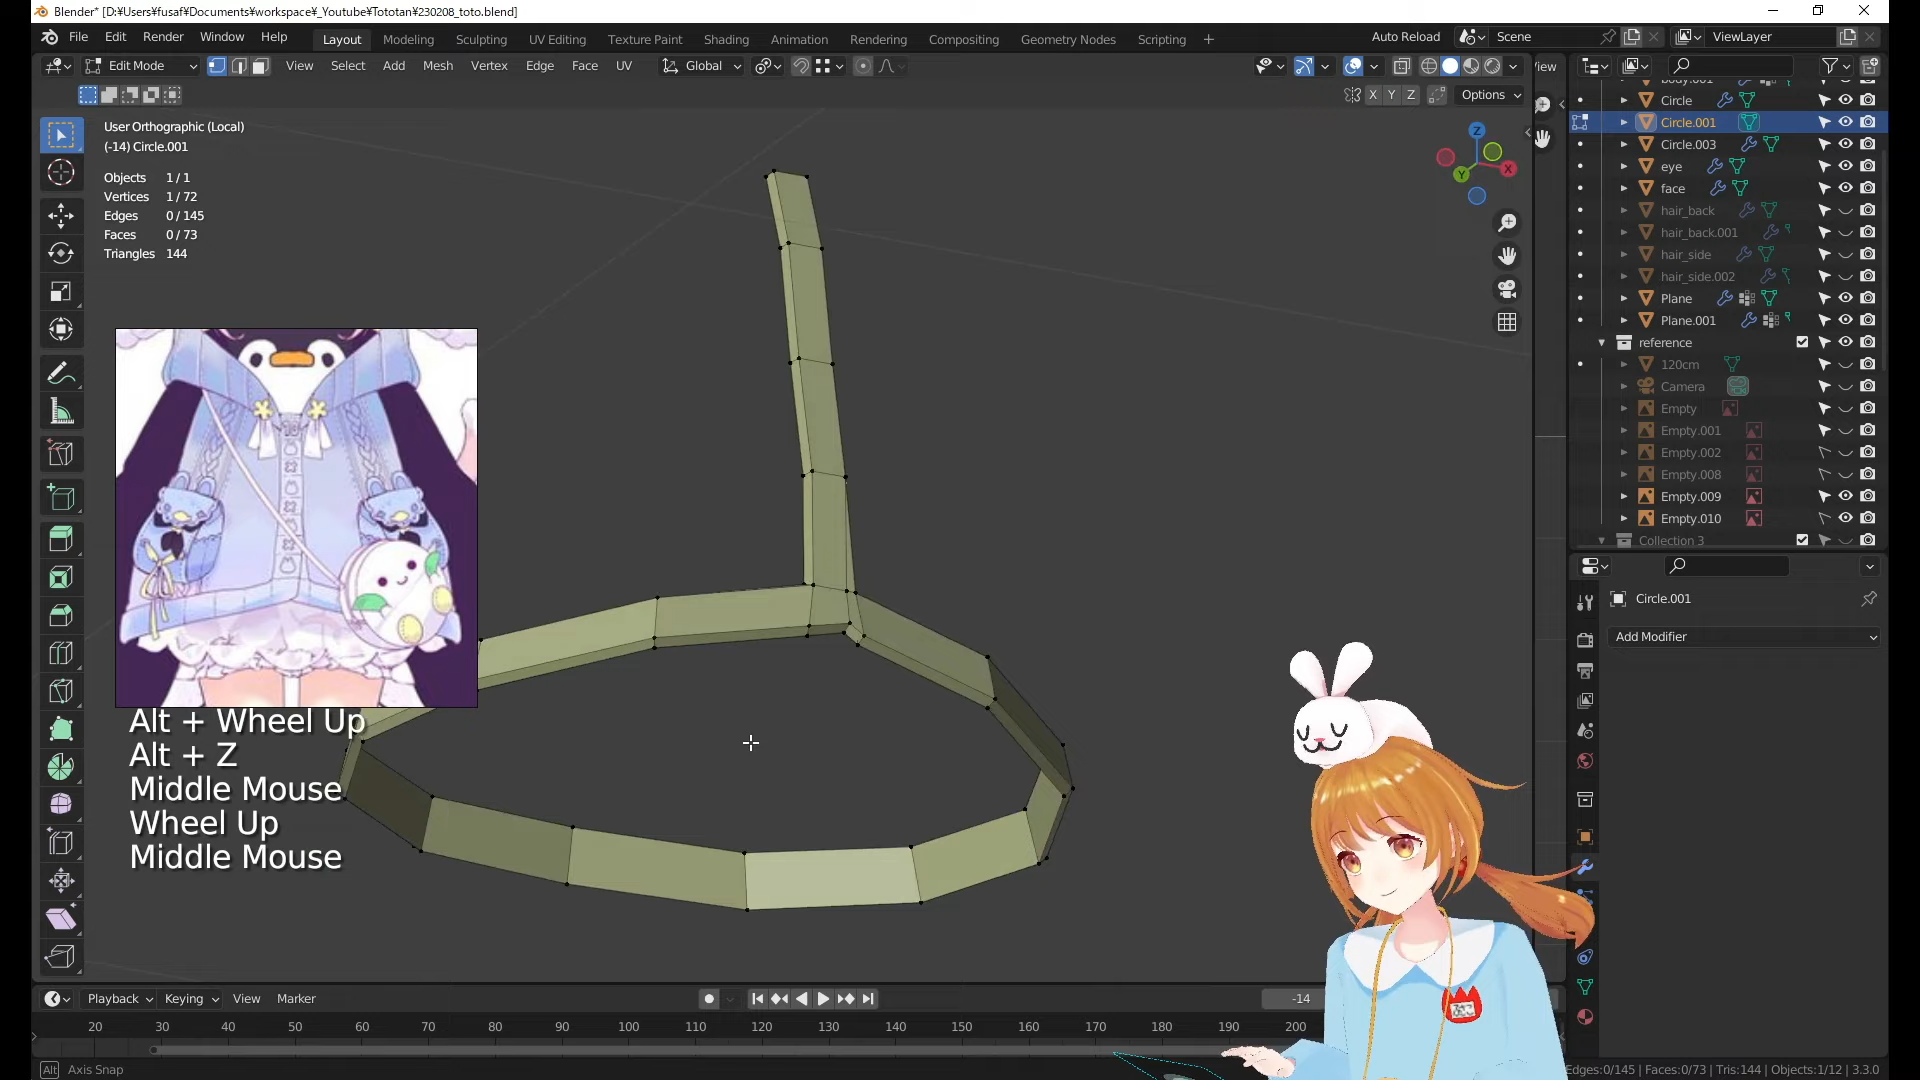 Blender* [D:¥Users¥fusaf¥Documents¥workspace¥_Youtube¥Tototan¥230208_toto.blend]
File Edit Render Window Help
Layout Modeling Sculpting UV Editing Texture Paint Shading Animation Rendering Compositing Geometry Nodes Scripting +
Auto Reload Scene ViewLayer
Edit Mode View Select Add Mesh Vertex Edge Face UV Global
X Y Z Options
User Orthographic (Local)
(-14) Circle.001
Objects 1 / 1
Vertices 1 / 72
Edges 0 / 145
Faces 0 / 73
Triangles 144
Z
X
Y
body.001
Circle
Circle.001
Circle.003
eye
face
hair_back
hair_back.001
hair_side
hair_side.002
Plane
Plane.001
reference
120cm
Camera
Empty
Empty.001
Empty.002
Empty.008
Empty.009
Empty.010
Collection 3
Circle.001
Add Modifier
Alt + Wheel Up
Alt + Z
Middle Mouse
Wheel Up
Middle Mouse
Playback Keying View Marker
-14
20 30 40 50 60 70 80 90 100 110 120 130 140 150 160 170 180 190 200
Alt Axis Snap
Edges:0/145 | Faces:0/73 | Tris:144 | Objects:1/12 | 3.3.0